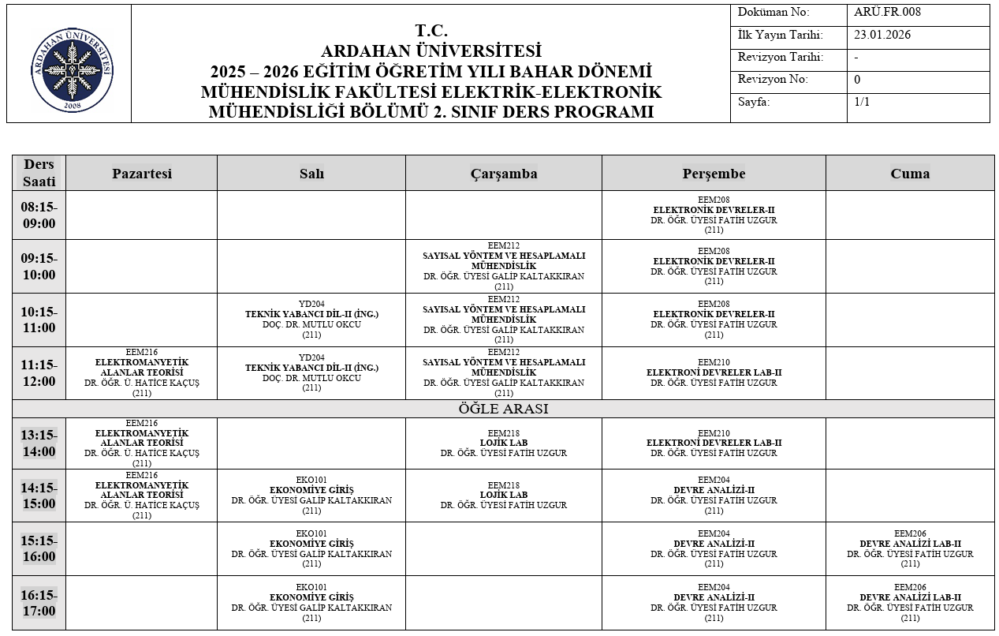 ARDAHAN ÜNİVERSİTESİ
2008
T.C.
ARDAHAN ÜNİVERSİTESİ
2025 – 2026 EĞİTİM ÖĞRETİM YILI BAHAR DÖNEMİ
MÜHENDİSLİK FAKÜLTESİ ELEKTRİK-ELEKTRONİK
MÜHENDİSLİĞİ BÖLÜMÜ 2. SINIF DERS PROGRAMI
Doküman No: ARÜ.FR.008
İlk Yayın Tarihi: 23.01.2026
Revizyon Tarihi: -
Revizyon No: 0
Sayfa: 1/1
Ders
Saati
Pazartesi
Salı
Çarşamba
Perşembe
Cuma
08:15-
09:00
EEM208
ELEKTRONİK DEVRELER-II
DR. ÖĞR. ÜYESİ FATİH UZGUR
(211)
09:15-
10:00
EEM212
SAYISAL YÖNTEM VE HESAPLAMALI
MÜHENDİSLİK
DR. ÖĞR. ÜYESİ GALİP KALTAKKIRAN
(211)
EEM208
ELEKTRONİK DEVRELER-II
DR. ÖĞR. ÜYESİ FATİH UZGUR
(211)
10:15-
11:00
YD204
TEKNİK YABANCI DİL-II (İNG.)
DOÇ. DR. MUTLU OKCU
(211)
EEM212
SAYISAL YÖNTEM VE HESAPLAMALI
MÜHENDİSLİK
DR. ÖĞR. ÜYESİ GALİP KALTAKKIRAN
(211)
EEM208
ELEKTRONİK DEVRELER-II
DR. ÖĞR. ÜYESİ FATİH UZGUR
(211)
11:15-
12:00
EEM216
ELEKTROMANYETİK
ALANLAR TEORİSİ
DR. ÖĞR. Ü. HATİCE KAÇUŞ
(211)
YD204
TEKNİK YABANCI DİL-II (İNG.)
DOÇ. DR. MUTLU OKCU
(211)
EEM212
SAYISAL YÖNTEM VE HESAPLAMALI
MÜHENDİSLİK
DR. ÖĞR. ÜYESİ GALİP KALTAKKIRAN
(211)
EEM210
ELEKTRONİ DEVRELER LAB-II
DR. ÖĞR. ÜYESİ FATİH UZGUR
ÖĞLE ARASI
13:15-
14:00
EEM216
ELEKTROMANYETİK
ALANLAR TEORİSİ
DR. ÖĞR. Ü. HATİCE KAÇUŞ
(211)
EEM218
LOJİK LAB
DR. ÖĞR. ÜYESİ FATİH UZGUR
EEM210
ELEKTRONİ DEVRELER LAB-II
DR. ÖĞR. ÜYESİ FATİH UZGUR
14:15-
15:00
EEM216
ELEKTROMANYETİK
ALANLAR TEORİSİ
DR. ÖĞR. Ü. HATİCE KAÇUŞ
(211)
EKO101
EKONOMİYE GİRİŞ
DR. ÖĞR. ÜYESİ GALİP KALTAKKIRAN
(211)
EEM218
LOJİK LAB
DR. ÖĞR. ÜYESİ FATİH UZGUR
EEM204
DEVRE ANALİZİ-II
DR. ÖĞR. ÜYESİ FATİH UZGUR
(211)
15:15-
16:00
EKO101
EKONOMİYE GİRİŞ
DR. ÖĞR. ÜYESİ GALİP KALTAKKIRAN
(211)
EEM204
DEVRE ANALİZİ-II
DR. ÖĞR. ÜYESİ FATİH UZGUR
(211)
EEM206
DEVRE ANALİZİ LAB-II
DR. ÖĞR. ÜYESİ FATİH UZGUR
(211)
16:15-
17:00
EKO101
EKONOMİYE GİRİŞ
DR. ÖĞR. ÜYESİ GALİP KALTAKKIRAN
(211)
EEM204
DEVRE ANALİZİ-II
DR. ÖĞR. ÜYESİ FATİH UZGUR
(211)
EEM206
DEVRE ANALİZİ LAB-II
DR. ÖĞR. ÜYESİ FATİH UZGUR
(211)